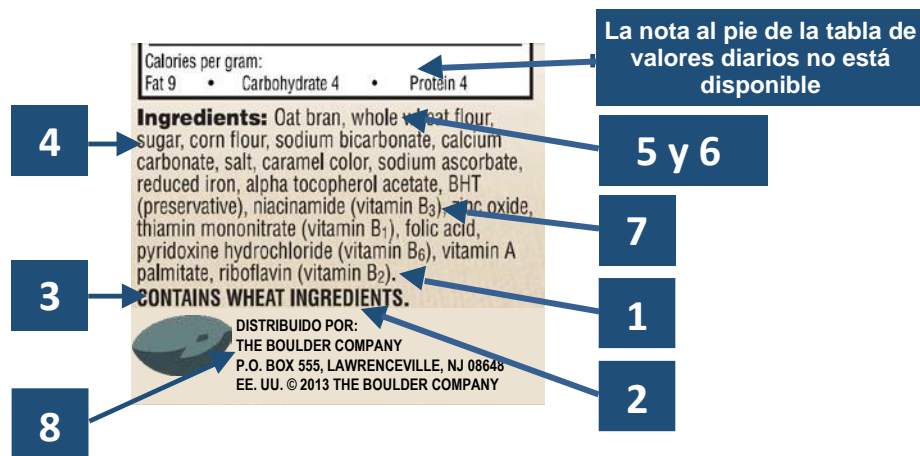 La nota al pie de la tabla de
valores diarios no está
disponible
Calories per gram:
Fat 9 • Carbohydrate 4 • Protein 4
Ingredients: Oat bran, whole wheat flour,
sugar, corn flour, sodium bicarbonate, calcium
carbonate, salt, caramel color, sodium ascorbate,
reduced iron, alpha tocopherol acetate, BHT
(preservative), niacinamide (vitamin B3), zinc oxide,
thiamin mononitrate (vitamin B1), folic acid,
pyridoxine hydrochloride (vitamin B6), vitamin A
palmitate, riboflavin (vitamin B2).
CONTAINS WHEAT INGREDIENTS.
DISTRIBUIDO POR:
THE BOULDER COMPANY
P.O. BOX 555, LAWRENCEVILLE, NJ 08648
EE. UU. © 2013 THE BOULDER COMPANY
4
3
8
5 y 6
7
1
2